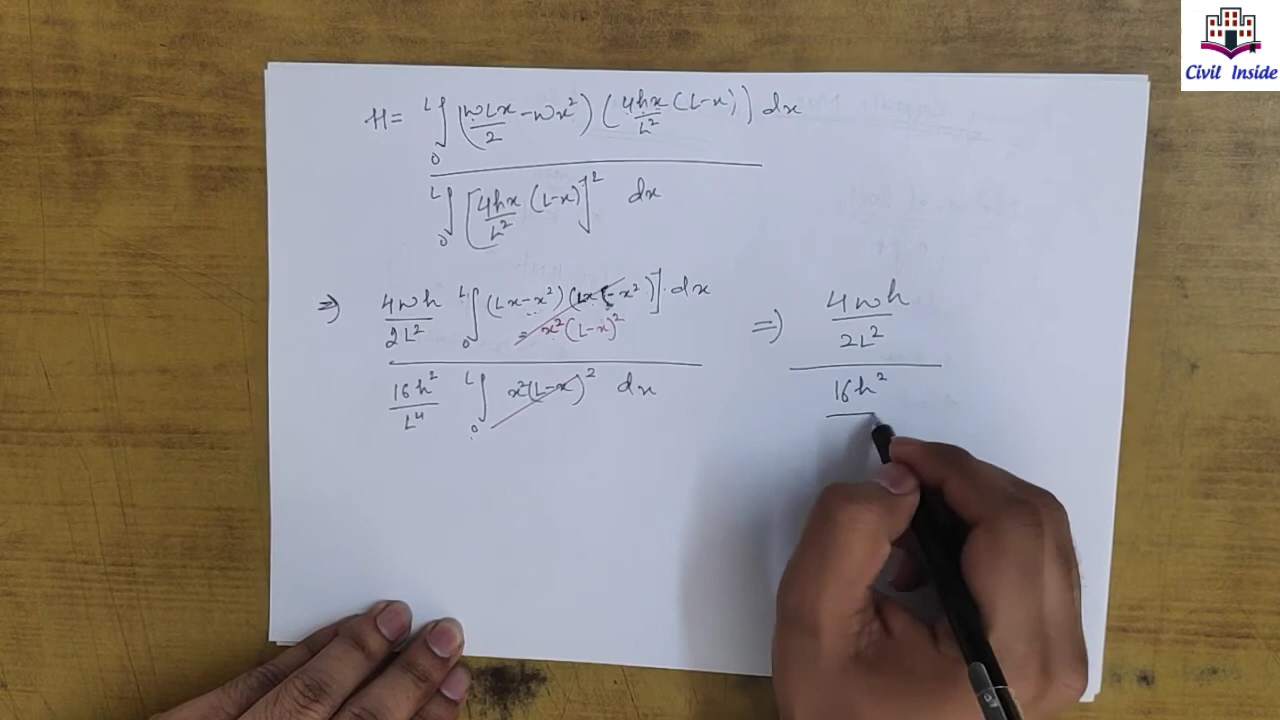 Civil Inside
H = ∫₀ᴸ (wLx/2 - wx²) (4hx/L² (L-x)) dx
∫₀ᴸ [4hx/L² (L-x)]² dx
⇒) 4wh/2L² ∫₀ᴸ (Lx-x²) (Lx-x²)] . dx
= x²(L-x)²
16h²/L⁴ ∫₀ᴸ x²(L-x)² dx
⇒) 4wh/2L²
16h²